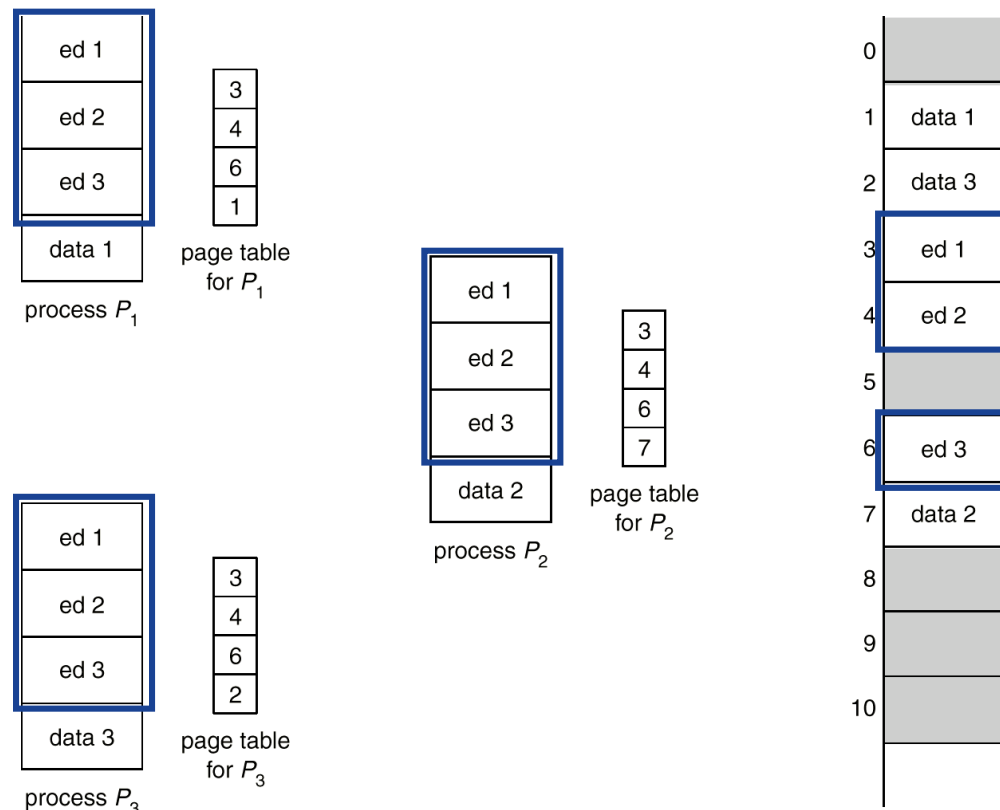 ed 1
ed 2
ed 3
data 1
process P1
3
4
6
1
page table
for P1
ed 1
ed 2
ed 3
data 2
process P2
3
4
6
7
page table
for P2
ed 1
ed 2
ed 3
data 3
process P3
3
4
6
2
page table
for P3
0
1 data 1
2 data 3
3 ed 1
4 ed 2
5
6 ed 3
7 data 2
8
9
10